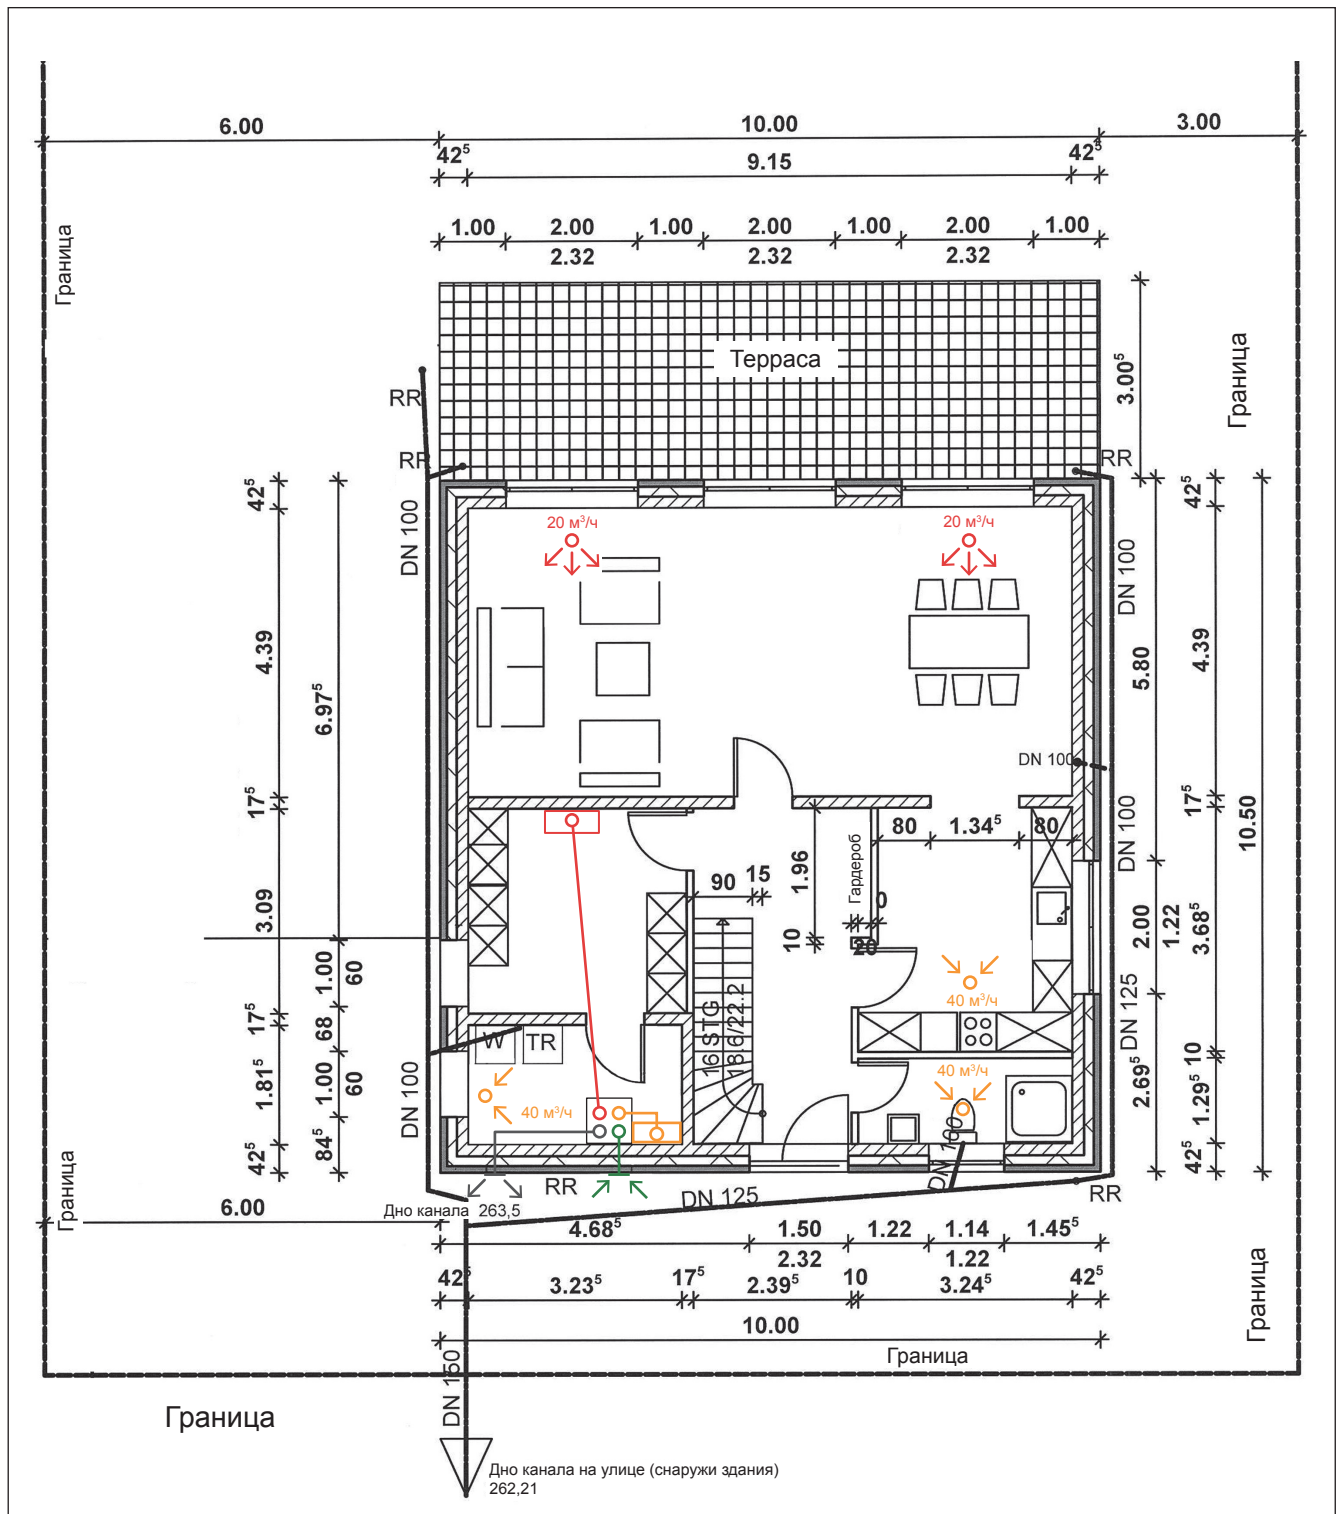 6.00
10.00
3.00
42⁵
9.15
42⁵
1.00
2.00
1.00
2.00
1.00
2.00
1.00
2.32
2.32
2.32
Граница
Терраса
3.00⁵
Граница
RR
RR
RR
42⁵
42⁵
DN 100
20 м³/ч
20 м³/ч
DN 100
4.39
6.97⁵
5.80
4.39
DN 100
17⁵
17⁵
10.50
DN 100
80
1.34⁵
80
1.96
Гардероб
15
90
0
3.09
10
20
2.00
1.22
3.68⁵
1.00
60
40 м³/ч
DN 125
17⁵
68
16 STG
18.6/22.2
W
TR
10
1.81⁵
1.00
60
DN 100
40 м³/ч
40 м³/ч
2.69⁵
1.29⁵
84⁵
42⁵
42⁵
DN 100
Граница
RR
DN 125
RR
6.00
Дно канала 263,5
4.68⁵
1.50
1.22
1.14
1.45⁵
2.32
1.22
42⁵
3.23⁵
17⁵
2.39⁵
10
3.24⁵
42⁵
Граница
10.00
Граница
DN 150
Граница
Дно канала на улице (снаружи здания)
262,21